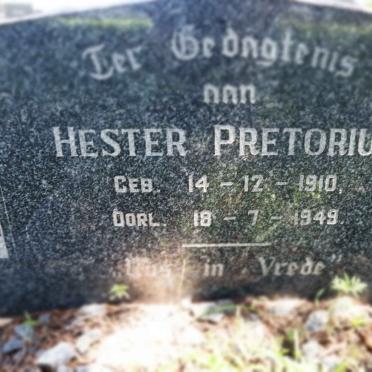 Ter Gedagtenis
aan
HESTER PRETORIU
GEB. 14 - 12 - 1910.
OORL. 18 - 7 - 1949
„Rus in Vrede"